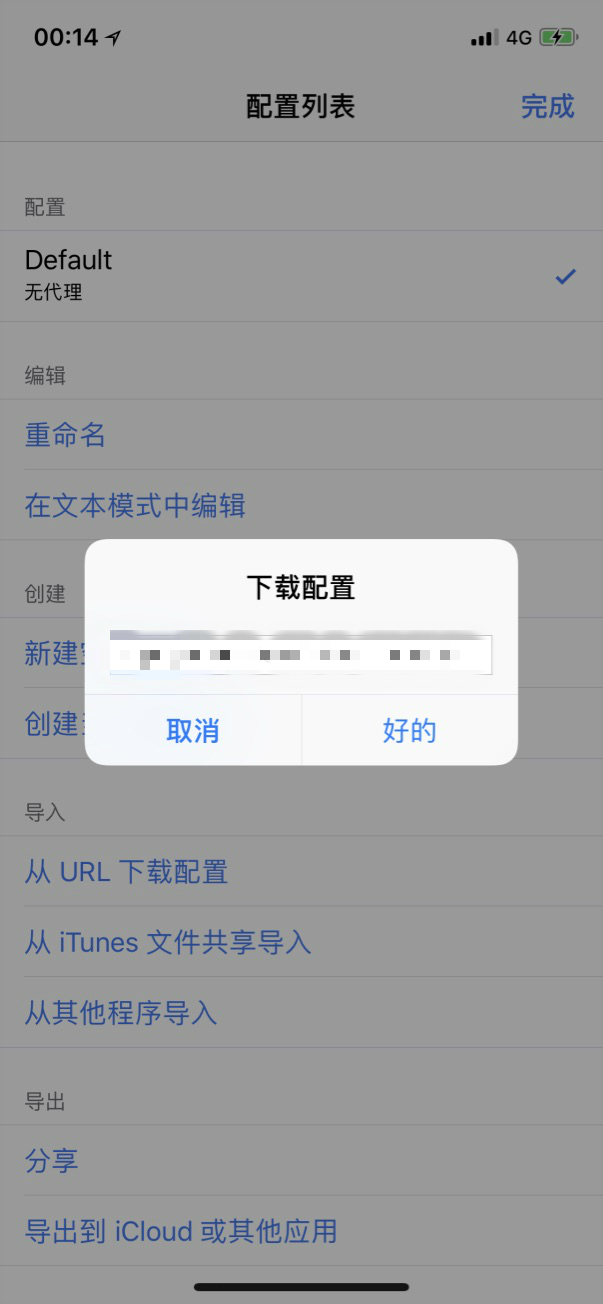 00:14
4G
配置列表
完成
配置
Default
无代理
编辑
重命名
在文本模式中编辑
创建
新建
创建
下载配置
取消
好的
导入
从 URL 下载配置
从 iTunes 文件共享导入
从其他程序导入
导出
分享
导出到 iCloud 或其他应用